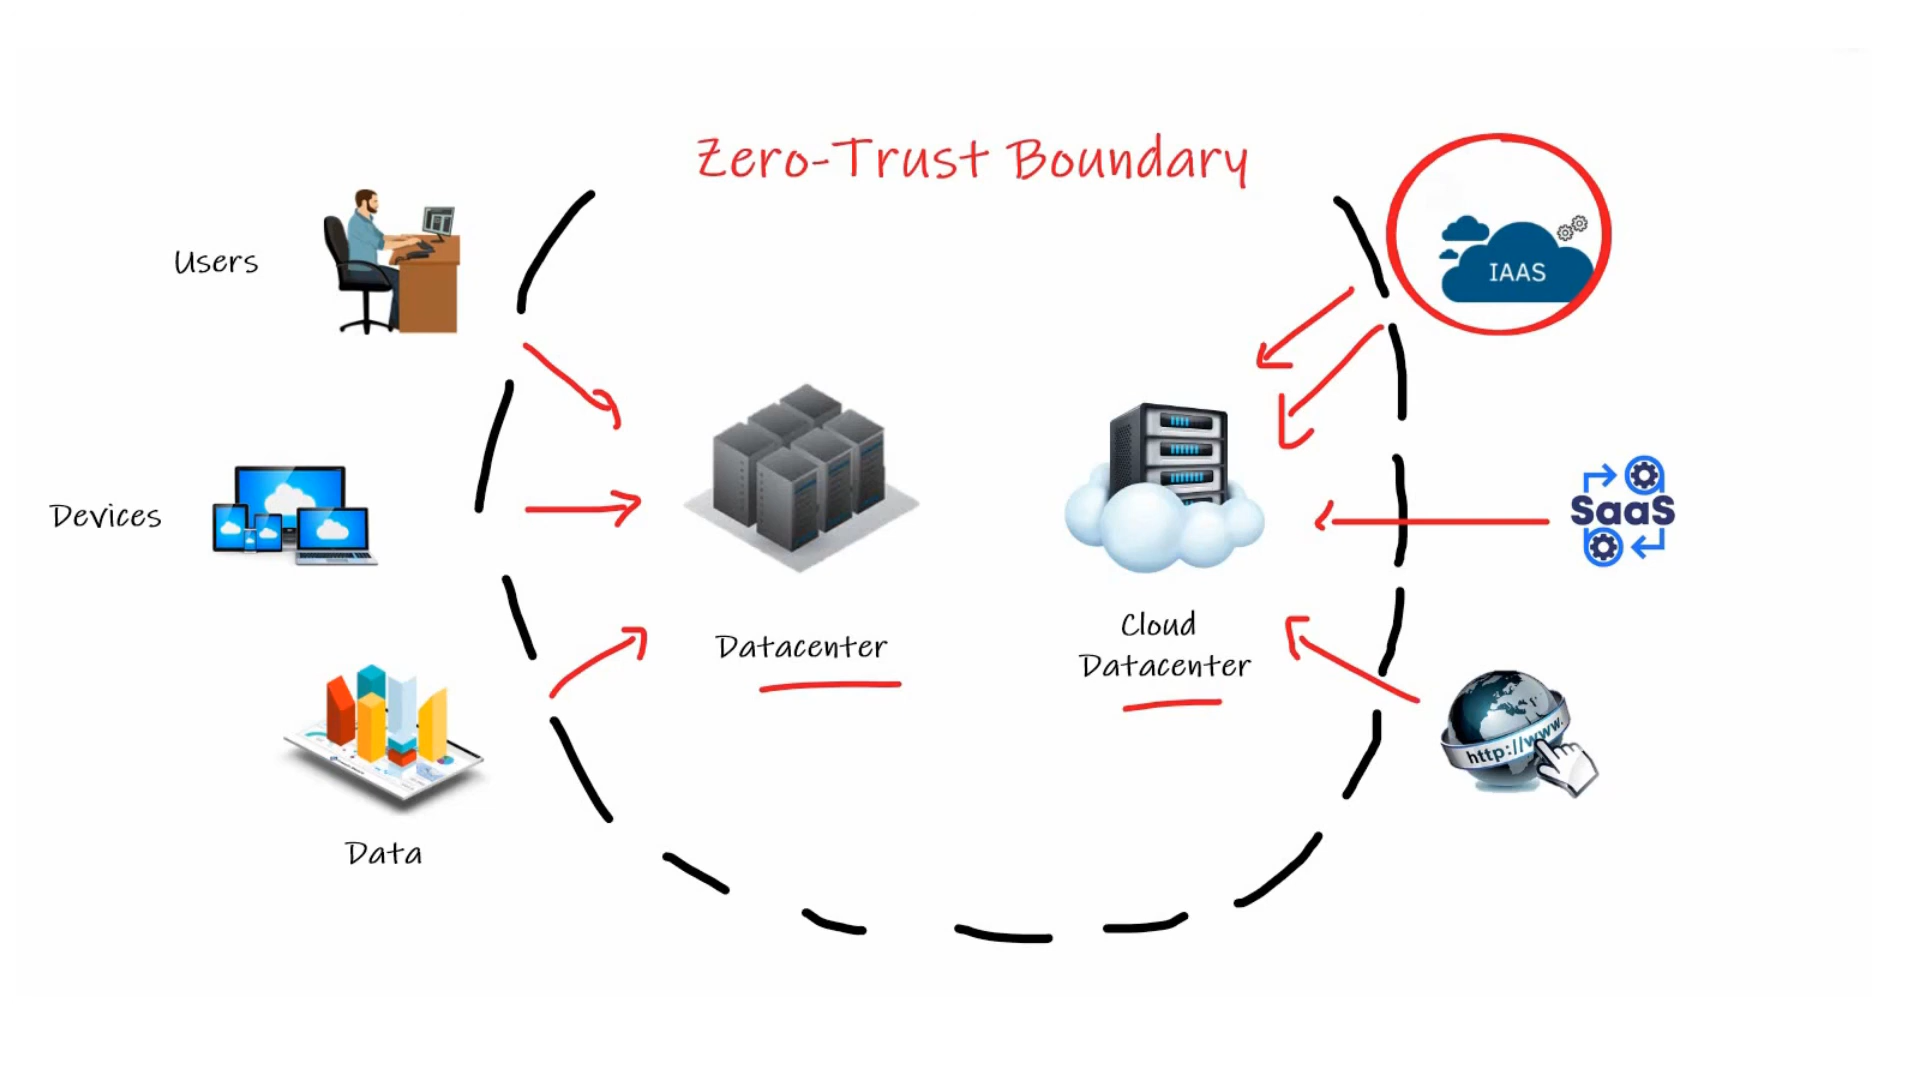 Zero-Trust Boundary
Users
IAAS
Devices
SaaS
Datacenter
Cloud
Datacenter
http://www.
Data